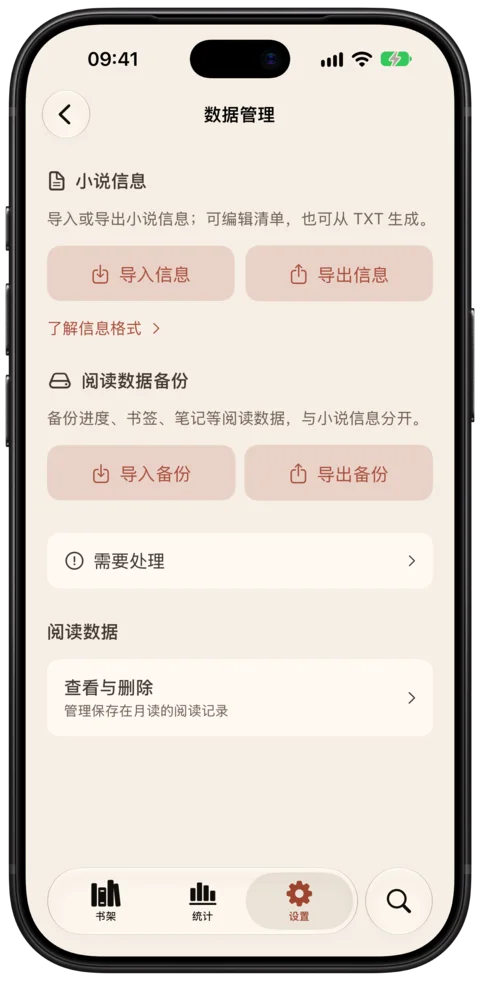 09:41
数据管理
小说信息
导入或导出小说信息；可编辑清单，也可从 TXT 生成。
导入信息
导出信息
了解信息格式
阅读数据备份
备份进度、书签、笔记等阅读数据，与小说信息分开。
导入备份
导出备份
需要处理
阅读数据
查看与删除
管理保存在月读的阅读记录
书架
统计
设置